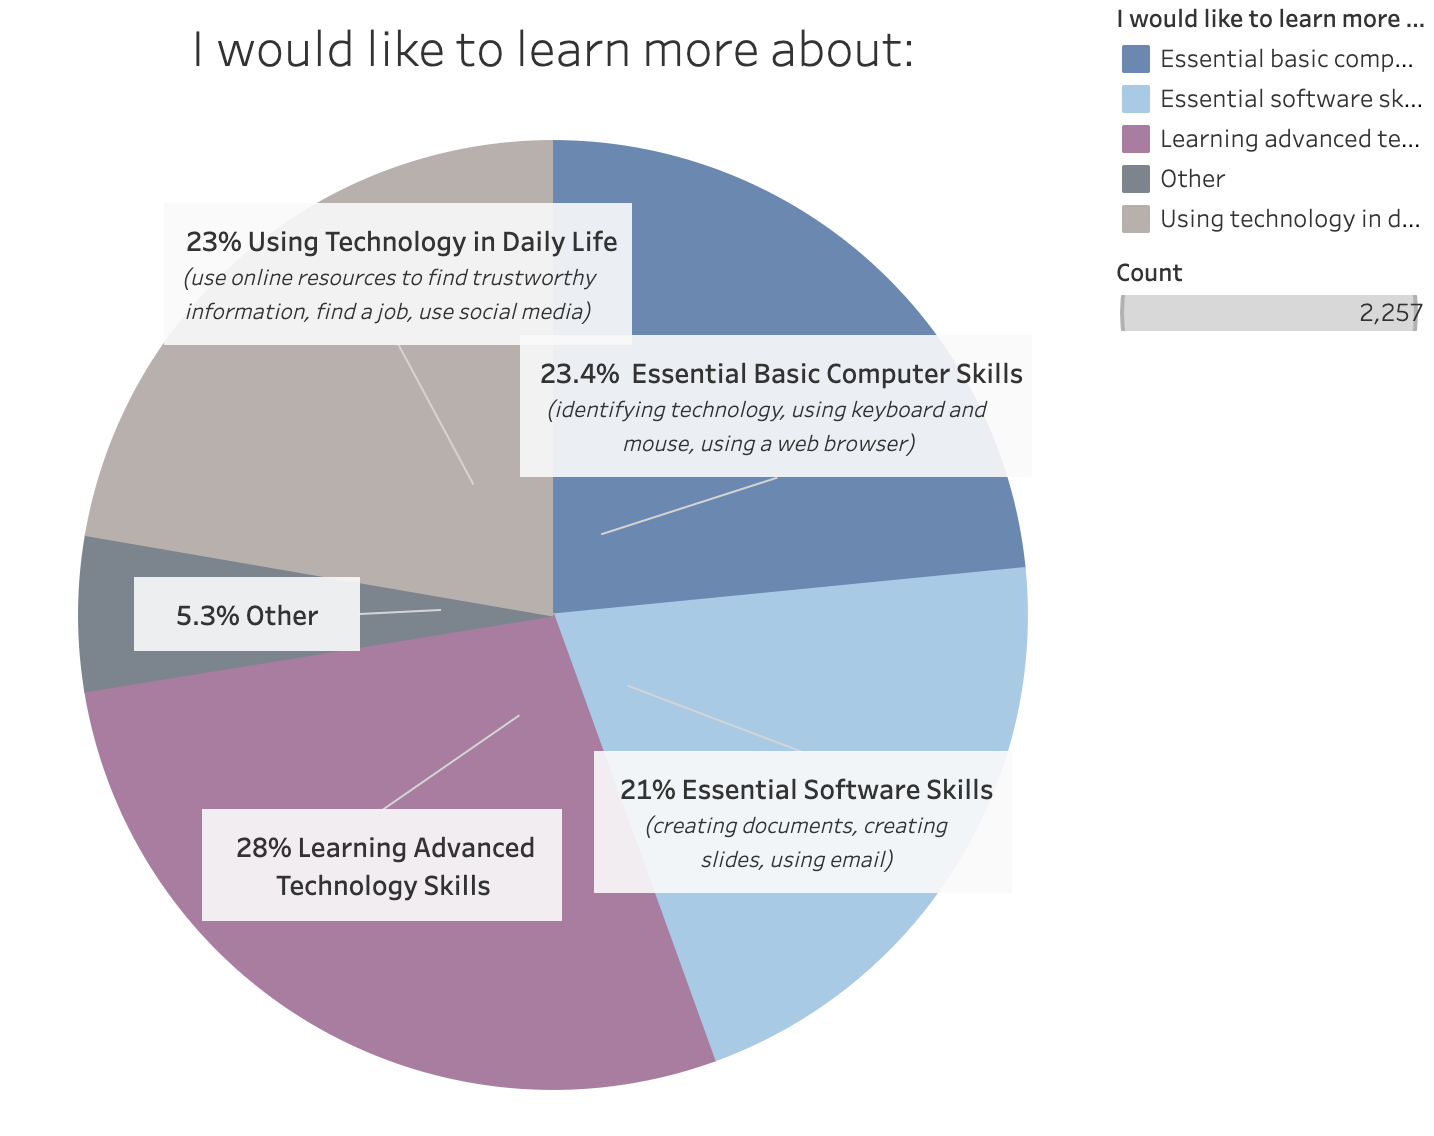 I would like to learn more about:
23% Using Technology in Daily Life
(use online resources to find trustworthy
information, find a job, use social media)
23.4% Essential Basic Computer Skills
(identifying technology, using keyboard and
mouse, using a web browser)
5.3% Other
21% Essential Software Skills
(creating documents, creating
slides, using email)
28% Learning Advanced
Technology Skills
I would like to learn more ...
Essential basic comp...
Essential software sk...
Learning advanced te...
Other
Using technology in d...
Count
2,257